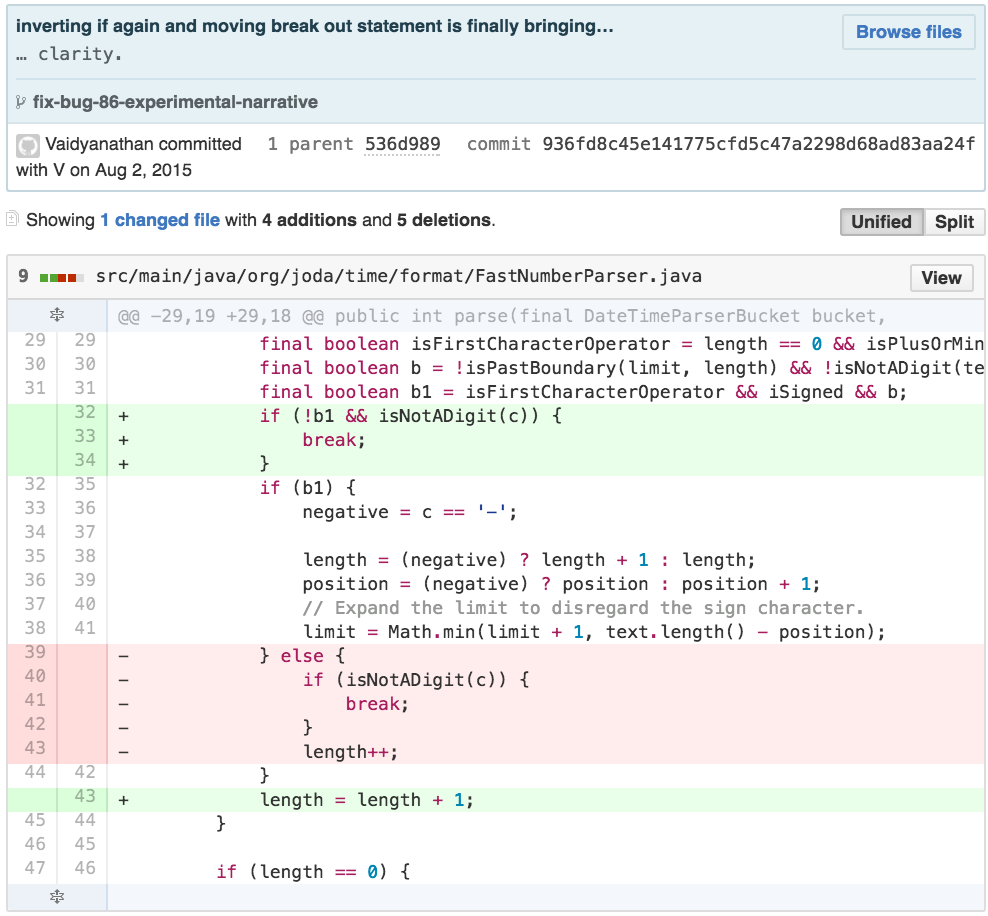 inverting if again and moving break out statement is finally bringing…
Browse files
… clarity.
fix-bug-86-experimental-narrative
Vaidyanathan committed with V on Aug 2, 2015
1 parent 536d989 commit 936fd8c45e141775cfd5c47a2298d68ad83aa24f
Showing 1 changed file with 4 additions and 5 deletions.
Unified Split
9 src/main/java/org/joda/time/format/FastNumberParser.java View
@@ -29,19 +29,18 @@ public int parse(final DateTimeParserBucket bucket,
29 29 final boolean isFirstCharacterOperator = length == 0 && isPlusOrMin
30 30 final boolean b = !isPastBoundary(limit, length) && !isNotADigit(te
31 31 final boolean b1 = isFirstCharacterOperator && iSigned && b;
32 + if (!b1 && isNotADigit(c)) {
33 + break;
34 + }
32 35 if (b1) {
33 36 negative = c == '-';
34 37
35 38 length = (negative) ? length + 1 : length;
36 39 position = (negative) ? position : position + 1;
37 40 // Expand the limit to disregard the sign character.
38 41 limit = Math.min(limit + 1, text.length() - position);
39 - } else {
40 - if (isNotADigit(c)) {
41 - break;
42 - }
43 - length++;
44 42 }
43 + length = length + 1;
45 44 }
46 45
47 46 if (length == 0) {